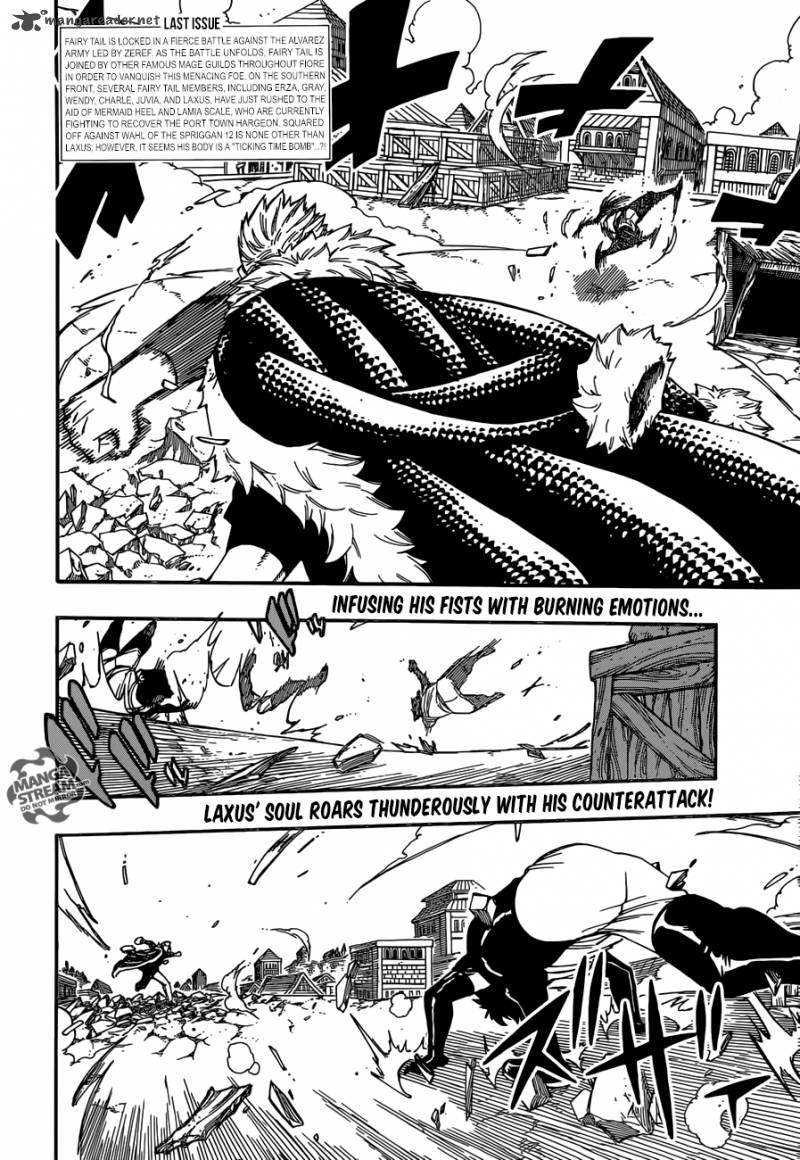 mangareader.net
LAST ISSUE
FAIRY TAIL IS LOCKED IN A FIERCE BATTLE AGAINST THE ALVAREZ
ARMY LED BY ZEREF. AS THE BATTLE UNFOLDS, FAIRY TAIL IS
JOINED BY OTHER FAMOUS MAGE GUILDS THROUGHOUT FIORE
IN ORDER TO VANQUISH THIS MENACING FOE. ON THE SOUTHERN
FRONT, SEVERAL FAIRY TAIL MEMBERS, INCLUDING ERZA, GRAY,
WENDY, CHARLE, JUVIA, AND LAXUS, HAVE JUST RUSHED TO THE
AID OF MERMAID HEEL AND LAMIA SCALE, WHO ARE CURRENTLY
FIGHTING TO RECOVER THE PORT TOWN HARGEON. SQUARED
OFF AGAINST WAHL OF THE SPRIGGAN 12 IS NONE OTHER THAN
LAXUS; HOWEVER, IT SEEMS HIS BODY IS A "TICKING TIME BOMB"...?!
INFUSING HIS FISTS WITH BURNING EMOTIONS...
MANGA
STREAM
DO NOT MIRROR
LAXUS' SOUL ROARS THUNDEROUSLY WITH HIS COUNTERATTACK!